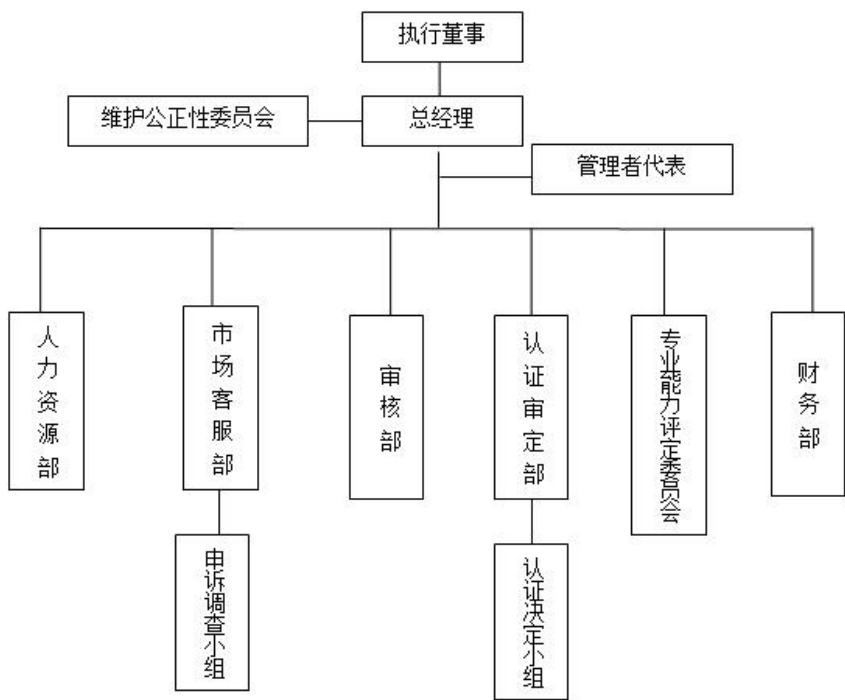 执行董事
维护公正性委员会
总经理
管理者代表
人力资源部
市场客服部
审核部
认证审定部
专业能力评定委员会
财务部
申诉调查小组
认证决定小组